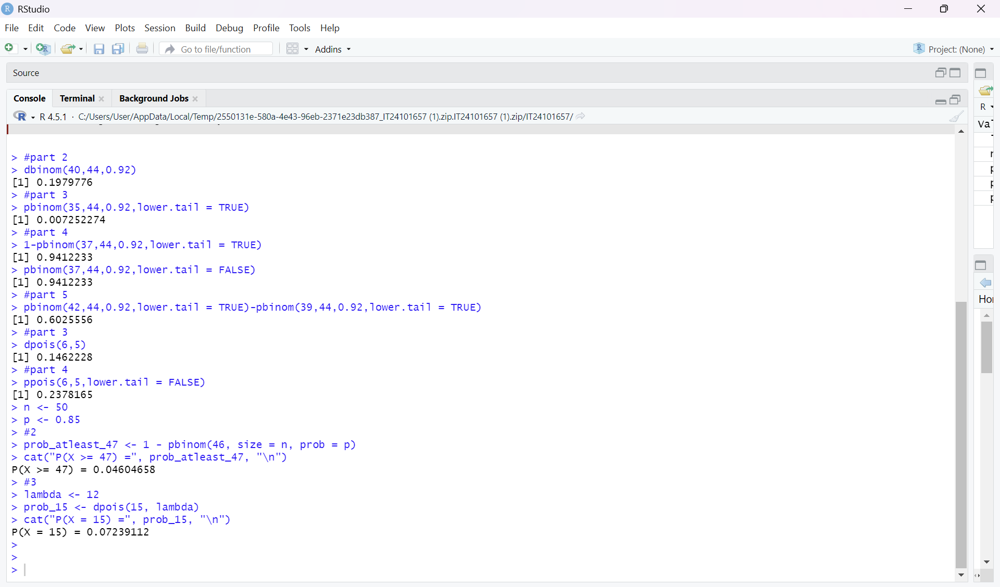 RStudio
File Edit Code View Plots Session Build Debug Profile Tools Help
Go to file/function Addins Project: (None)
Source
Console Terminal Background Jobs
R 4.5.1 · C:/Users/User/AppData/Local/Temp/2550131e-580a-4e43-96eb-2371e23db387_IT24101657 (1).zip.IT24101657 (1).zip/IT24101657/
R
> #part 2
> dbinom(40,44,0.92)
[1] 0.1979776
> #part 3
> pbinom(35,44,0.92,lower.tail = TRUE)
[1] 0.007252274
> #part 4
> 1-pbinom(37,44,0.92,lower.tail = TRUE)
[1] 0.9412233
> pbinom(37,44,0.92,lower.tail = FALSE)
[1] 0.9412233
> #part 5
> pbinom(42,44,0.92,lower.tail = TRUE)-pbinom(39,44,0.92,lower.tail = TRUE)
[1] 0.6025556
> #part 3
> dpois(6,5)
[1] 0.1462228
> #part 4
> ppois(6,5,lower.tail = FALSE)
[1] 0.2378165
> n <- 50
> p <- 0.85
> #2
> prob_atleast_47 <- 1 - pbinom(46, size = n, prob = p)
> cat("P(X >= 47) =", prob_atleast_47, "\n")
P(X >= 47) = 0.04604658
> #3
> lambda <- 12
> prob_15 <- dpois(15, lambda)
> cat("P(X = 15) =", prob_15, "\n")
P(X = 15) = 0.07239112
>
>
>